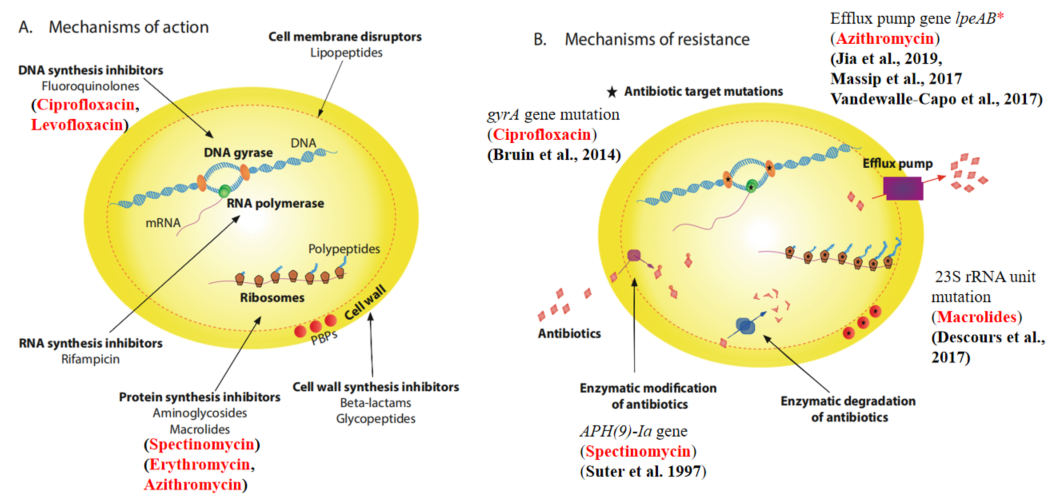 A. Mechanisms of action
Cell membrane disruptors
Lipopeptides
DNA synthesis inhibitors
Fluoroquinolones
(Ciprofloxacin,
Levofloxacin)
DNA
DNA gyrase
RNA polymerase
mRNA
Polypeptides
Ribosomes
Cell wall
PBPs
RNA synthesis inhibitors
Rifampicin
Protein synthesis inhibitors
Aminoglycosides
Macrolides
(Spectinomycin)
(Erythromycin,
Azithromycin)
Cell wall synthesis inhibitors
Beta-lactams
Glycopeptides
B. Mechanisms of resistance
Efflux pump gene lpeAB*
(Azithromycin)
(Jia et al., 2019,
Massip et al., 2017
Vandewalle-Capo et al., 2017)
★ Antibiotic target mutations
gyrA gene mutation
(Ciprofloxacin)
(Bruin et al., 2014)
Efflux pump
Antibiotics
23S rRNA unit
mutation
(Macrolides)
(Descours et al.,
2017)
Enzymatic modification
of antibiotics
APH(9)-Ia gene
(Spectinomycin)
(Suter et al. 1997)
Enzymatic degradation
of antibiotics